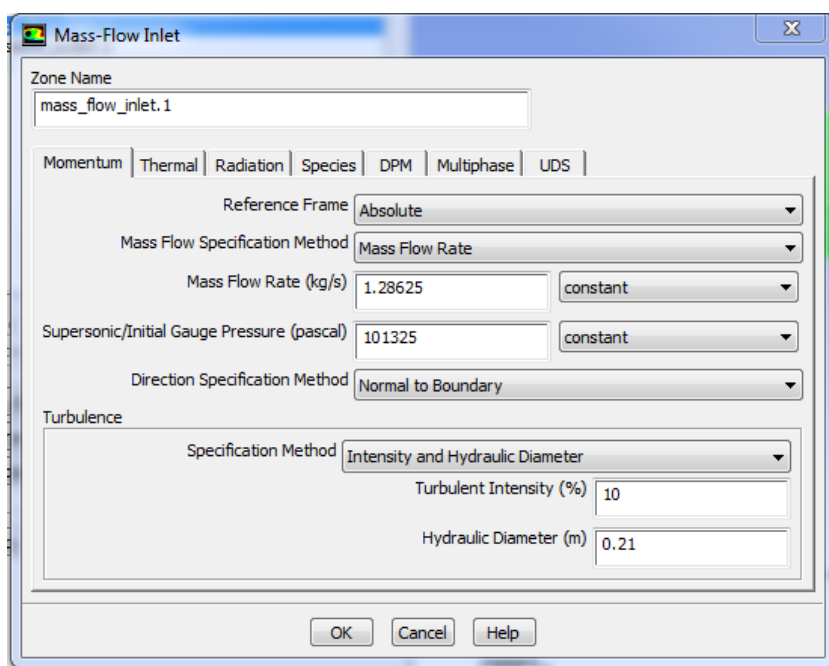 Mass-Flow Inlet
Zone Name
mass_flow_inlet.1
Momentum Thermal Radiation Species DPM Multiphase UDS
Reference Frame Absolute
Mass Flow Specification Method Mass Flow Rate
Mass Flow Rate (kg/s) 1.28625 constant
Supersonic/Initial Gauge Pressure (pascal) 101325 constant
Direction Specification Method Normal to Boundary
Turbulence
Specification Method Intensity and Hydraulic Diameter
Turbulent Intensity (%) 10
Hydraulic Diameter (m) 0.21
OK Cancel Help